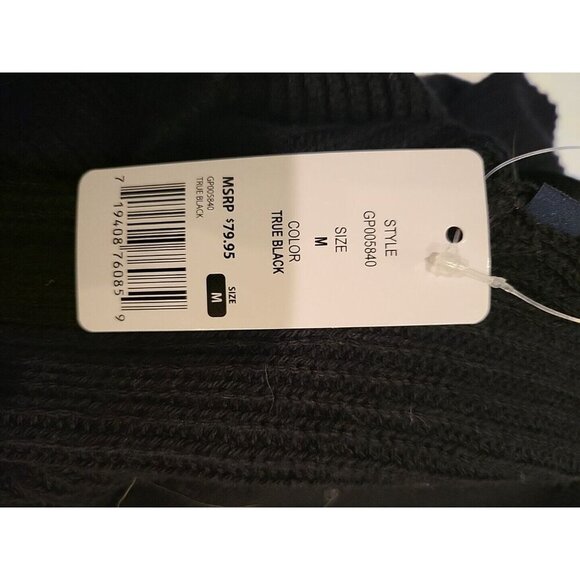 STYLE
GP005840
SIZE
M
COLOR
TRUE BLACK
MSRP $79.95
GP005840
TRUE BLACK
SIZE
M
7 19408 76085 9